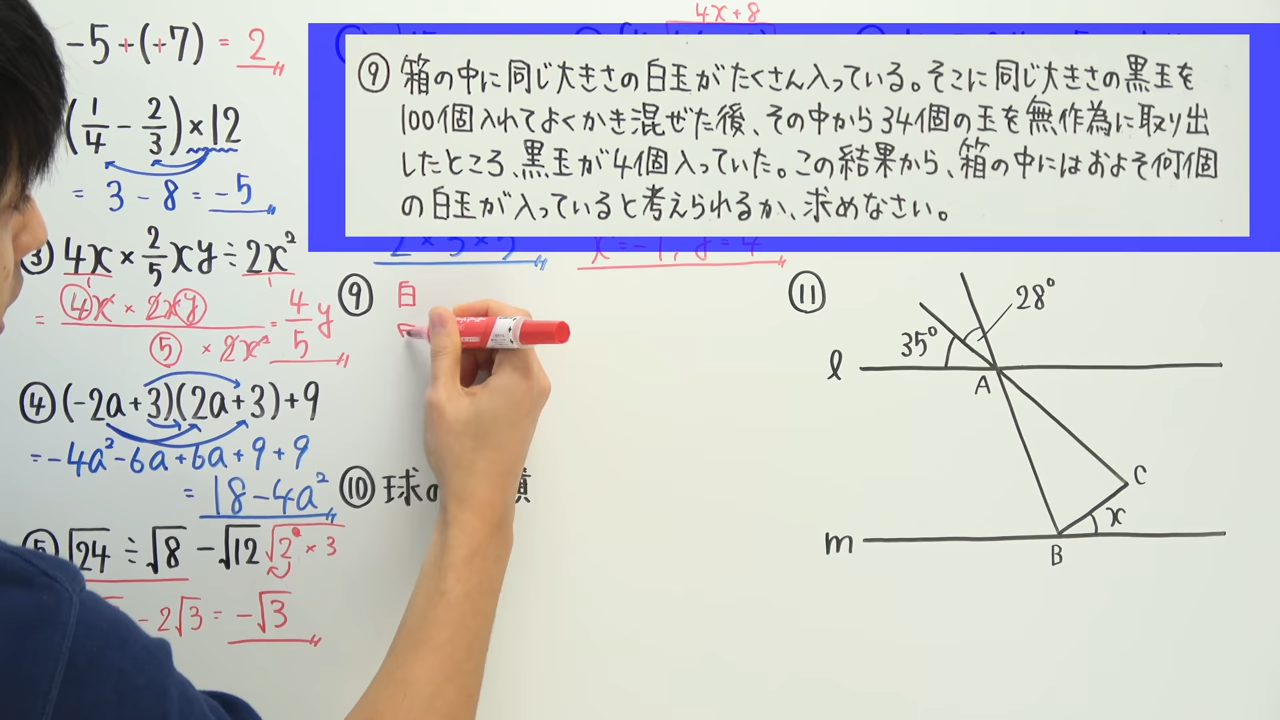 -5+(+7) = 2
(1/4 - 2/3)×12
= 3 - 8 = -5
③ 4x × 2/5 xy ÷ 2x²
= = 4/5 y
④ (-2a+3)(2a+3)+9
= -4a²-6a+6a+9+9
= 18-4a²
√24 ÷ √8 - √12 √2² × 3
- 2√3 = -√3
4x+8
⑨ 箱の中に同じ大きさの白玉がたくさん入っている。そこに同じ大きさの黒玉を
100個入れてよくかき混ぜた後、その中から34個の玉を無作為に取り出
したところ、黒玉が4個入っていた。この結果から、箱の中にはおよそ何個
の白玉が入っていると考えられるか、求めなさい。
⑨ 白
⑩ 球の
⑪
28°
35°
l
A
C
x
m
B